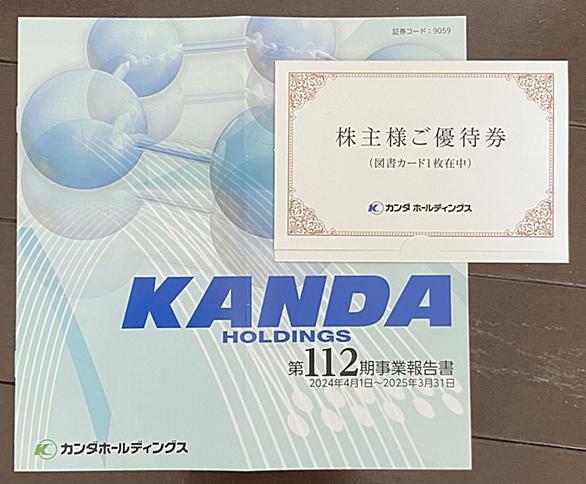 証券コード：9059
株主様ご優待券
（図書カード1枚在中）
カンダ ホールディングス
KANDA
HOLDINGS
第112期事業報告書
2024年4月1日～2025年3月31日
カンダホールディングス